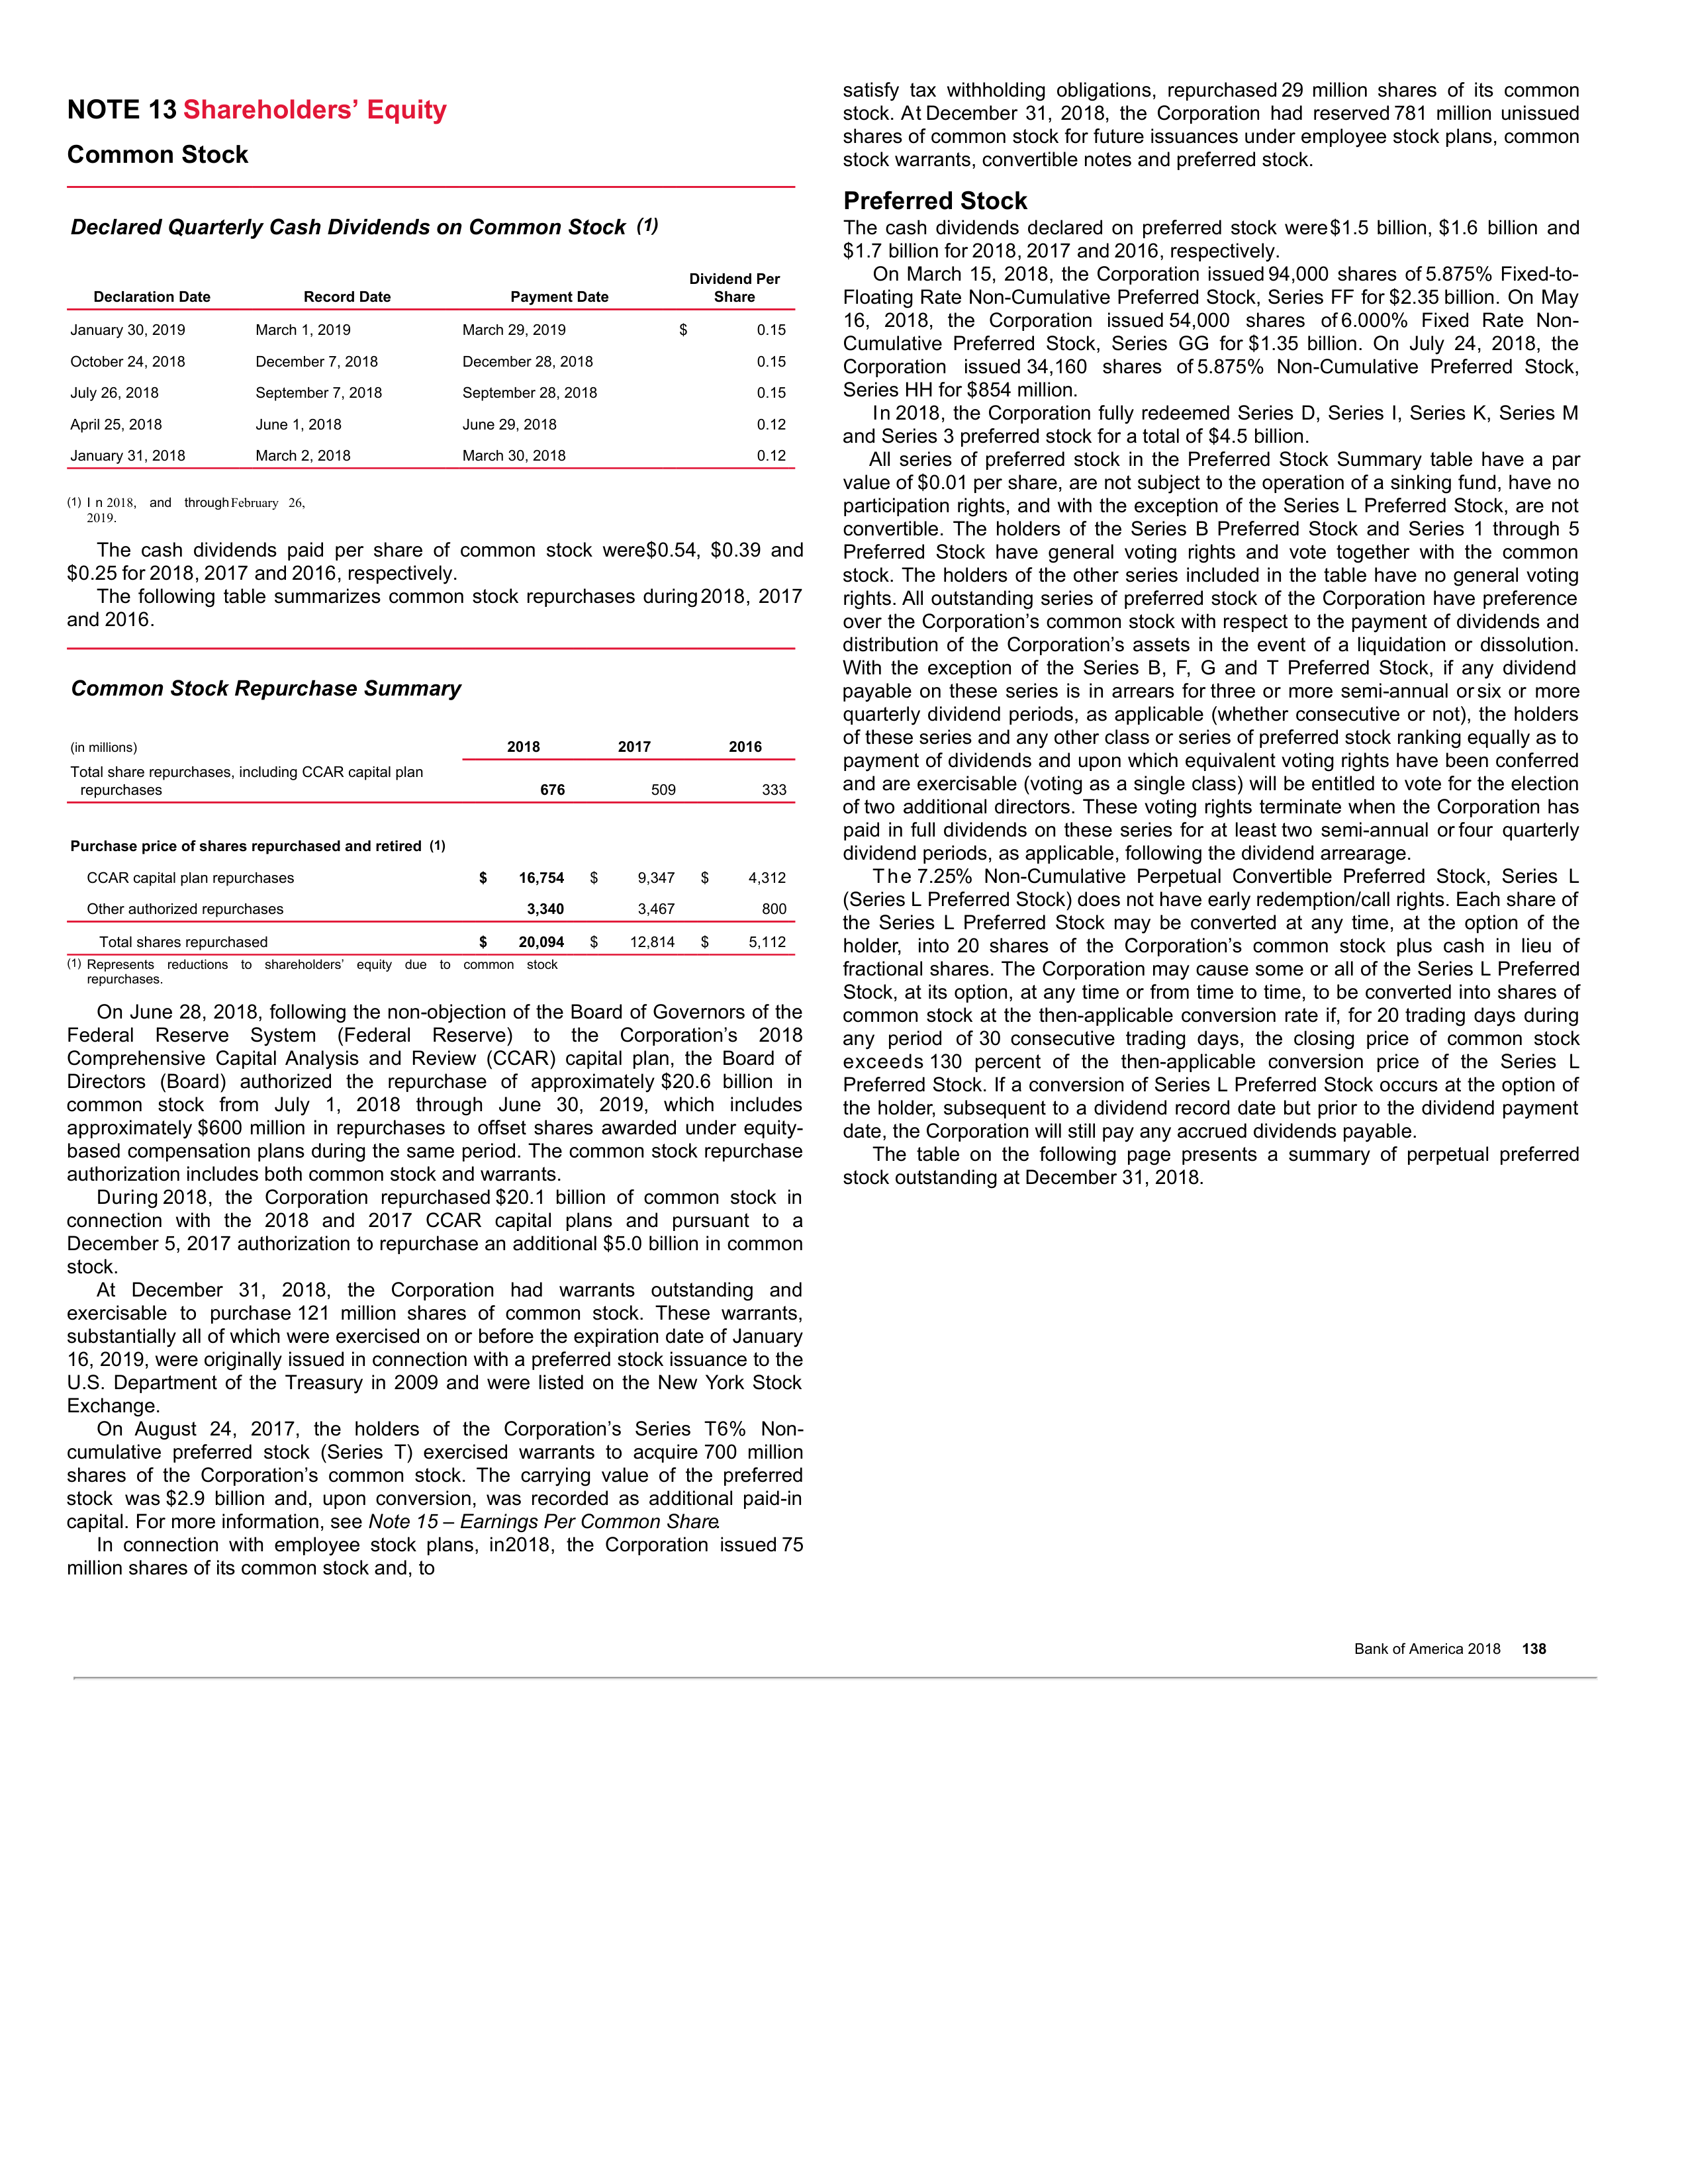 NOTE 13 Shareholders’ Equity
Common Stock
Declared Quarterly Cash Dividends on Common Stock (1)
Declaration Date Record Date Payment Date Dividend Per Share
January 30, 2019 March 1, 2019 March 29, 2019 $ 0.15
October 24, 2018 December 7, 2018 December 28, 2018 0.15
July 26, 2018 September 7, 2018 September 28, 2018 0.15
April 25, 2018 June 1, 2018 June 29, 2018 0.12
January 31, 2018 March 2, 2018 March 30, 2018 0.12
(1) I n 2018, and through February 26,
2019.
The cash dividends paid per share of common stock were$0.54, $0.39 and
$0.25 for 2018, 2017 and 2016, respectively.
The following table summarizes common stock repurchases during 2018, 2017
and 2016.
Common Stock Repurchase Summary
(in millions) 2018 2017 2016
Total share repurchases, including CCAR capital plan
repurchases 676 509 333
Purchase price of shares repurchased and retired (1)
CCAR capital plan repurchases $ 16,754 $ 9,347 $ 4,312
Other authorized repurchases 3,340 3,467 800
Total shares repurchased $ 20,094 $ 12,814 $ 5,112
(1) Represents reductions to shareholders’ equity due to common stock
repurchases.
On June 28, 2018, following the non-objection of the Board of Governors of the
Federal Reserve System (Federal Reserve) to the Corporation’s 2018
Comprehensive Capital Analysis and Review (CCAR) capital plan, the Board of
Directors (Board) authorized the repurchase of approximately $20.6 billion in
common stock from July 1, 2018 through June 30, 2019, which includes
approximately $600 million in repurchases to offset shares awarded under equity-
based compensation plans during the same period. The common stock repurchase
authorization includes both common stock and warrants.
During 2018, the Corporation repurchased $20.1 billion of common stock in
connection with the 2018 and 2017 CCAR capital plans and pursuant to a
December 5, 2017 authorization to repurchase an additional $5.0 billion in common
stock.
At December 31, 2018, the Corporation had warrants outstanding and
exercisable to purchase 121 million shares of common stock. These warrants,
substantially all of which were exercised on or before the expiration date of January
16, 2019, were originally issued in connection with a preferred stock issuance to the
U.S. Department of the Treasury in 2009 and were listed on the New York Stock
Exchange.
On August 24, 2017, the holders of the Corporation’s Series T6% Non-
cumulative preferred stock (Series T) exercised warrants to acquire 700 million
shares of the Corporation’s common stock. The carrying value of the preferred
stock was $2.9 billion and, upon conversion, was recorded as additional paid-in
capital. For more information, see Note 15 – Earnings Per Common Share.
In connection with employee stock plans, in2018, the Corporation issued 75
million shares of its common stock and, to
satisfy tax withholding obligations, repurchased 29 million shares of its common
stock. At December 31, 2018, the Corporation had reserved 781 million unissued
shares of common stock for future issuances under employee stock plans, common
stock warrants, convertible notes and preferred stock.
Preferred Stock
The cash dividends declared on preferred stock were$1.5 billion, $1.6 billion and
$1.7 billion for 2018, 2017 and 2016, respectively.
On March 15, 2018, the Corporation issued 94,000 shares of 5.875% Fixed-to-
Floating Rate Non-Cumulative Preferred Stock, Series FF for $2.35 billion. On May
16, 2018, the Corporation issued 54,000 shares of 6.000% Fixed Rate Non-
Cumulative Preferred Stock, Series GG for $1.35 billion. On July 24, 2018, the
Corporation issued 34,160 shares of 5.875% Non-Cumulative Preferred Stock,
Series HH for $854 million.
In 2018, the Corporation fully redeemed Series D, Series I, Series K, Series M
and Series 3 preferred stock for a total of $4.5 billion.
All series of preferred stock in the Preferred Stock Summary table have a par
value of $0.01 per share, are not subject to the operation of a sinking fund, have no
participation rights, and with the exception of the Series L Preferred Stock, are not
convertible. The holders of the Series B Preferred Stock and Series 1 through 5
Preferred Stock have general voting rights and vote together with the common
stock. The holders of the other series included in the table have no general voting
rights. All outstanding series of preferred stock of the Corporation have preference
over the Corporation’s common stock with respect to the payment of dividends and
distribution of the Corporation’s assets in the event of a liquidation or dissolution.
With the exception of the Series B, F, G and T Preferred Stock, if any dividend
payable on these series is in arrears for three or more semi-annual or six or more
quarterly dividend periods, as applicable (whether consecutive or not), the holders
of these series and any other class or series of preferred stock ranking equally as to
payment of dividends and upon which equivalent voting rights have been conferred
and are exercisable (voting as a single class) will be entitled to vote for the election
of two additional directors. These voting rights terminate when the Corporation has
paid in full dividends on these series for at least two semi-annual or four quarterly
dividend periods, as applicable, following the dividend arrearage.
The 7.25% Non-Cumulative Perpetual Convertible Preferred Stock, Series L
(Series L Preferred Stock) does not have early redemption/call rights. Each share of
the Series L Preferred Stock may be converted at any time, at the option of the
holder, into 20 shares of the Corporation’s common stock plus cash in lieu of
fractional shares. The Corporation may cause some or all of the Series L Preferred
Stock, at its option, at any time or from time to time, to be converted into shares of
common stock at the then-applicable conversion rate if, for 20 trading days during
any period of 30 consecutive trading days, the closing price of common stock
exceeds 130 percent of the then-applicable conversion price of the Series L
Preferred Stock. If a conversion of Series L Preferred Stock occurs at the option of
the holder, subsequent to a dividend record date but prior to the dividend payment
date, the Corporation will still pay any accrued dividends payable.
The table on the following page presents a summary of perpetual preferred
stock outstanding at December 31, 2018.
Bank of America 2018 138